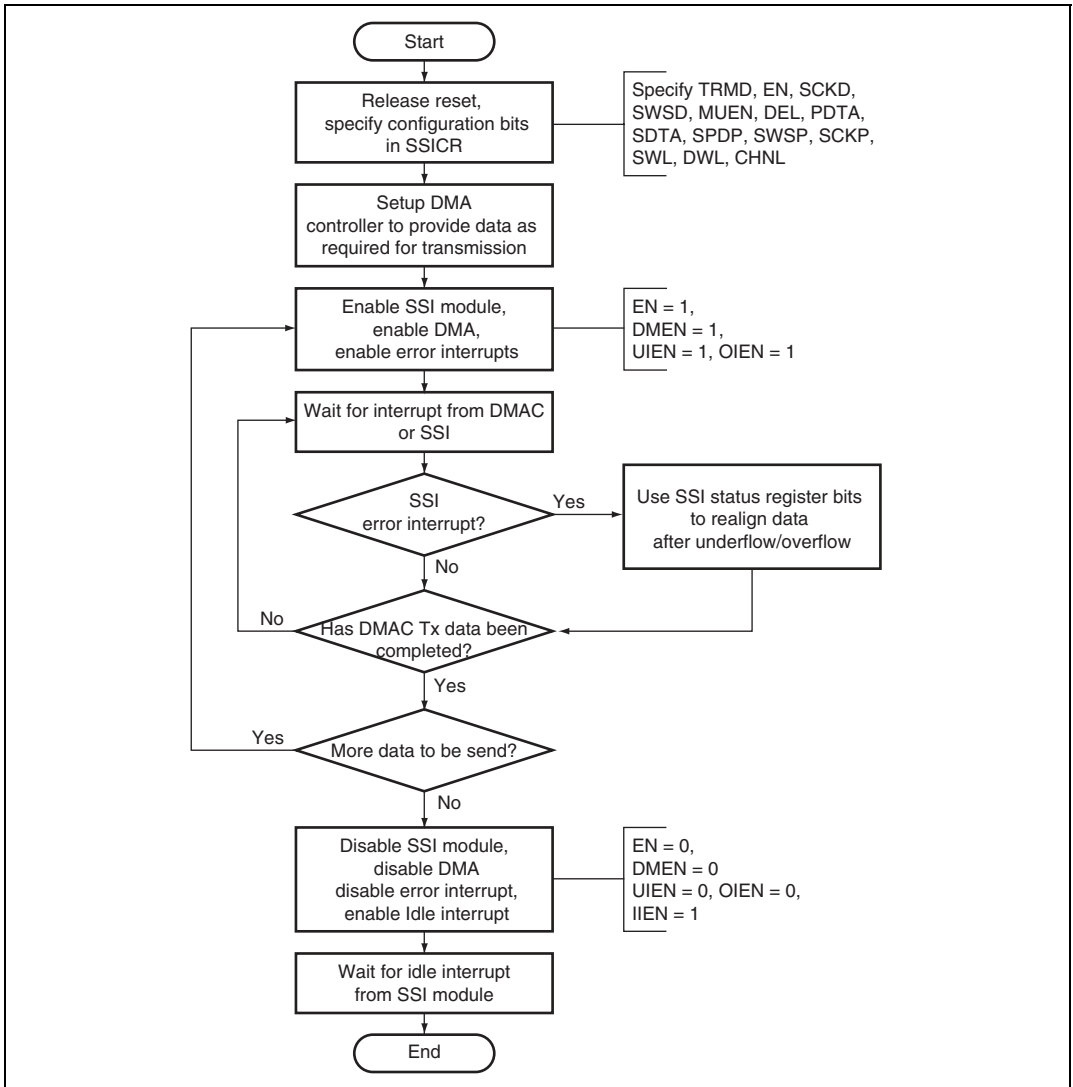 Start
Release reset,
specify configuration bits
in SSICR
Specify TRMD, EN, SCKD,
SWSD, MUEN, DEL, PDTA,
SDTA, SPDP, SWSP, SCKP,
SWL, DWL, CHNL
Setup DMA
controller to provide data as
required for transmission
Enable SSI module,
enable DMA,
enable error interrupts
EN = 1,
DMEN = 1,
UIEN = 1, OIEN = 1
Wait for interrupt from DMAC
or SSI
SSI
error interrupt?
Yes
Use SSI status register bits
to realign data
after underflow/overflow
No
No
Has DMAC Tx data been
completed?
Yes
Yes
More data to be send?
No
Disable SSI module,
disable DMA
disable error interrupt,
enable Idle interrupt
EN = 0,
DMEN = 0
UIEN = 0, OIEN = 0,
IIEN = 1
Wait for idle interrupt
from SSI module
End